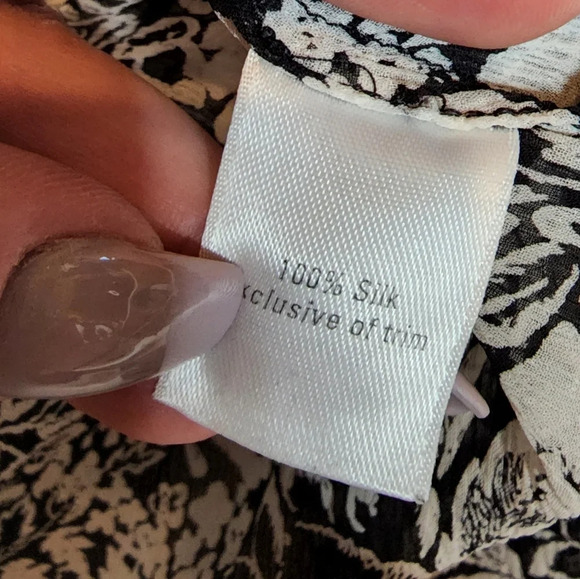 100% Silk
xclusive of trim